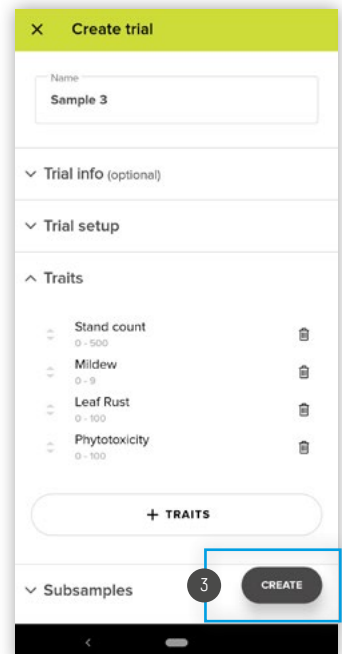 Create trial
Name
Sample 3
Trial info (optional)
Trial setup
Traits
Stand count
0 - 500
Mildew
0 - 9
Leaf Rust
0 - 100
Phytotoxicity
0 - 100
+ TRAITS
Subsamples
3
CREATE